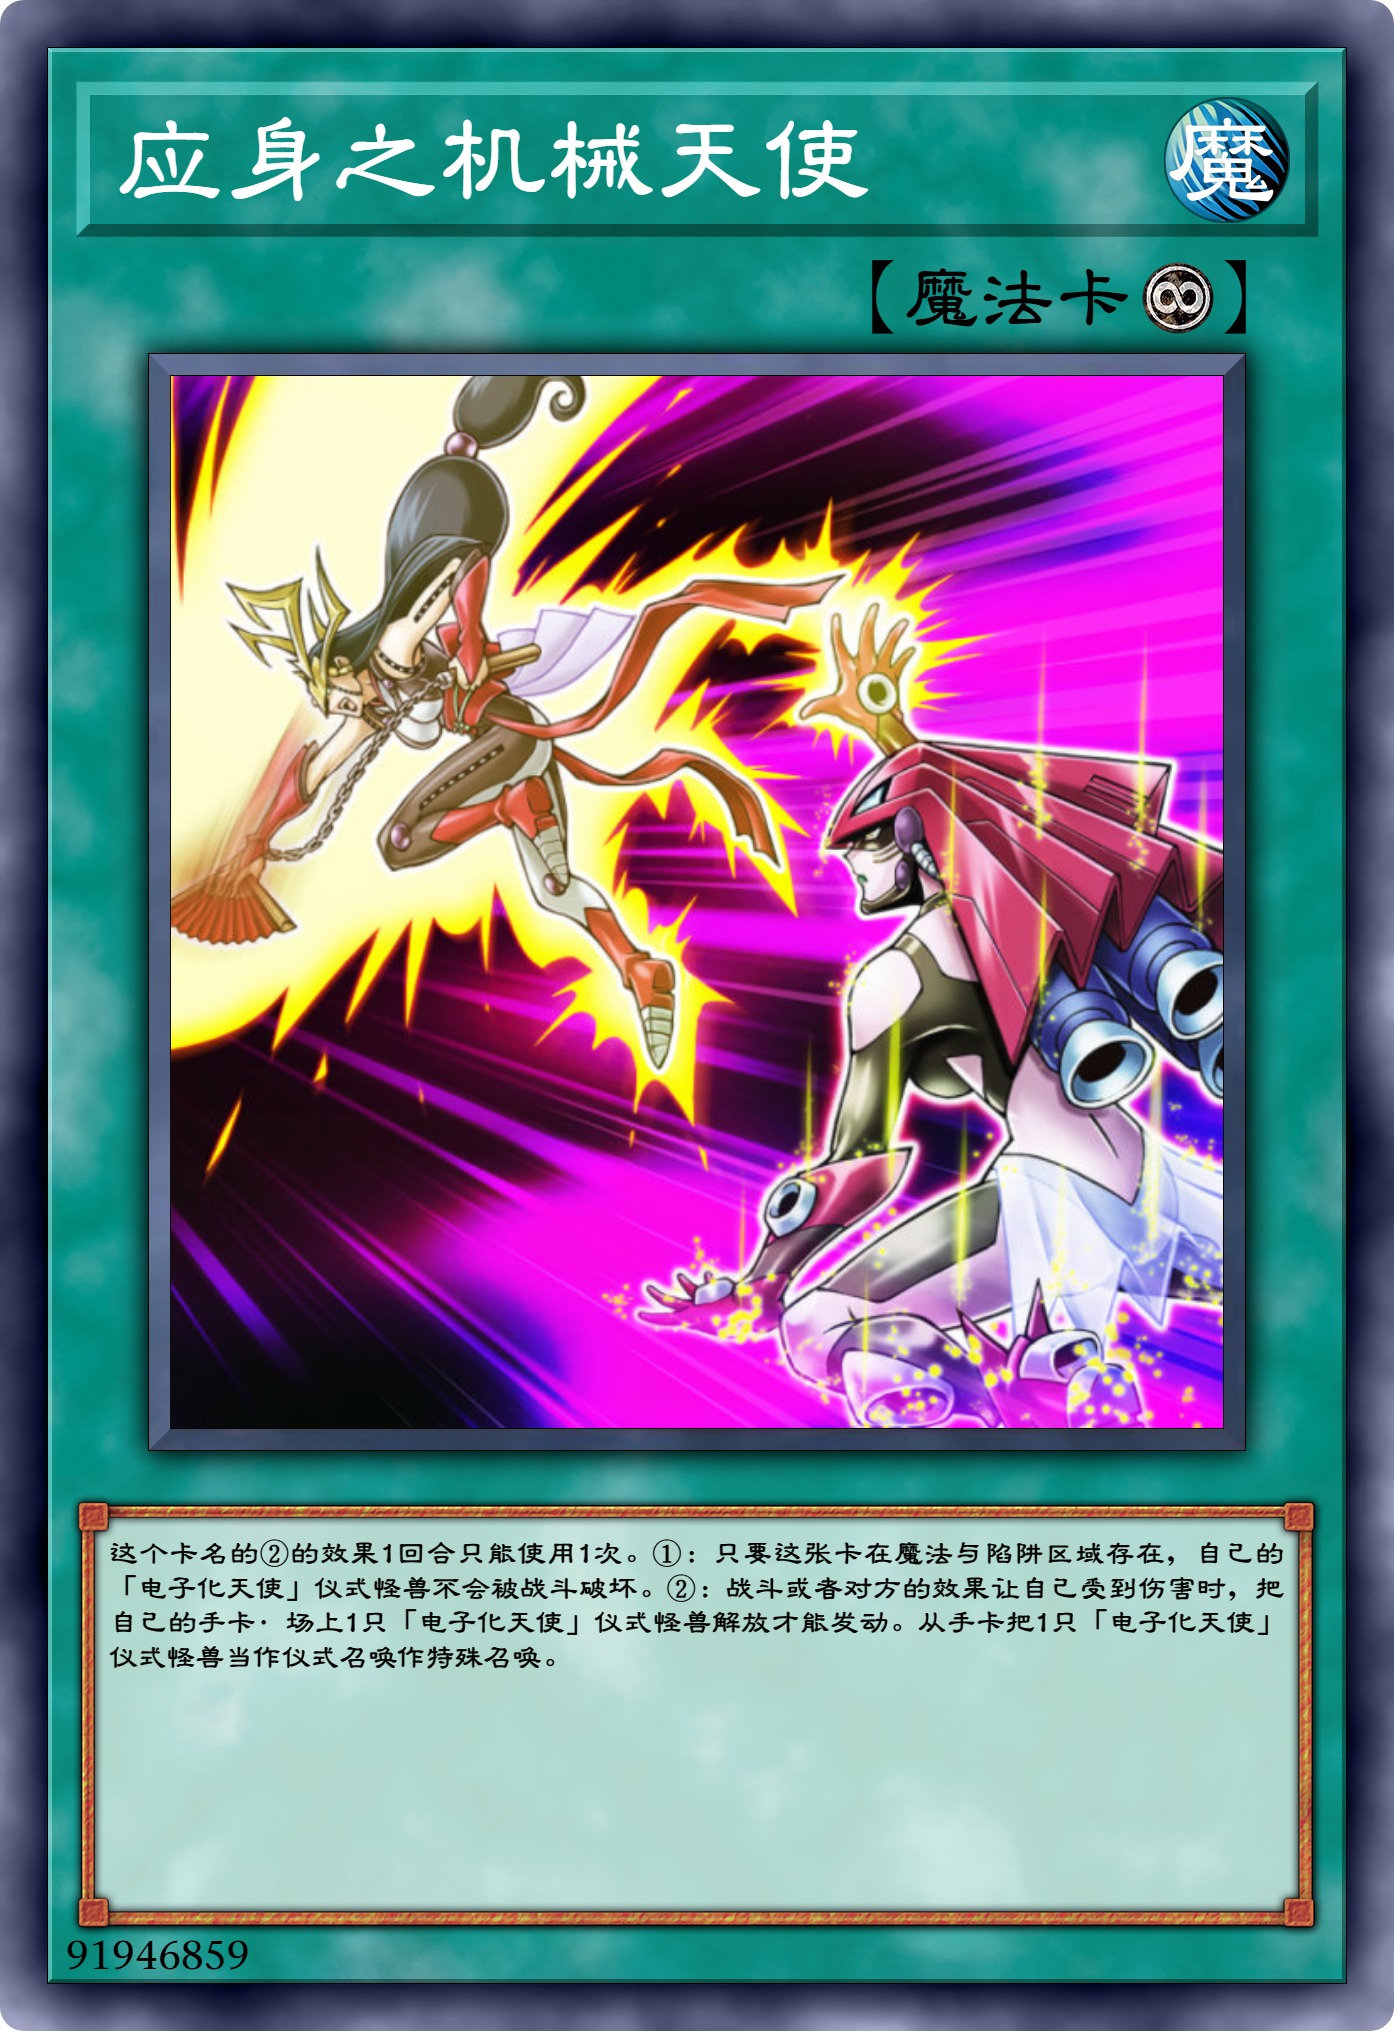 应身之机械天使
魔
【魔法卡】
这个卡名的②的效果1回合只能使用1次。①：只要这张卡在魔法与陷阱区域存在，自己的
「电子化天使」仪式怪兽不会被战斗破坏。②：战斗或者对方的效果让自己受到伤害时，把
自己的手卡·场上1只「电子化天使」仪式怪兽解放才能发动。从手卡把1只「电子化天使」
仪式怪兽当作仪式召唤作特殊召唤。
91946859